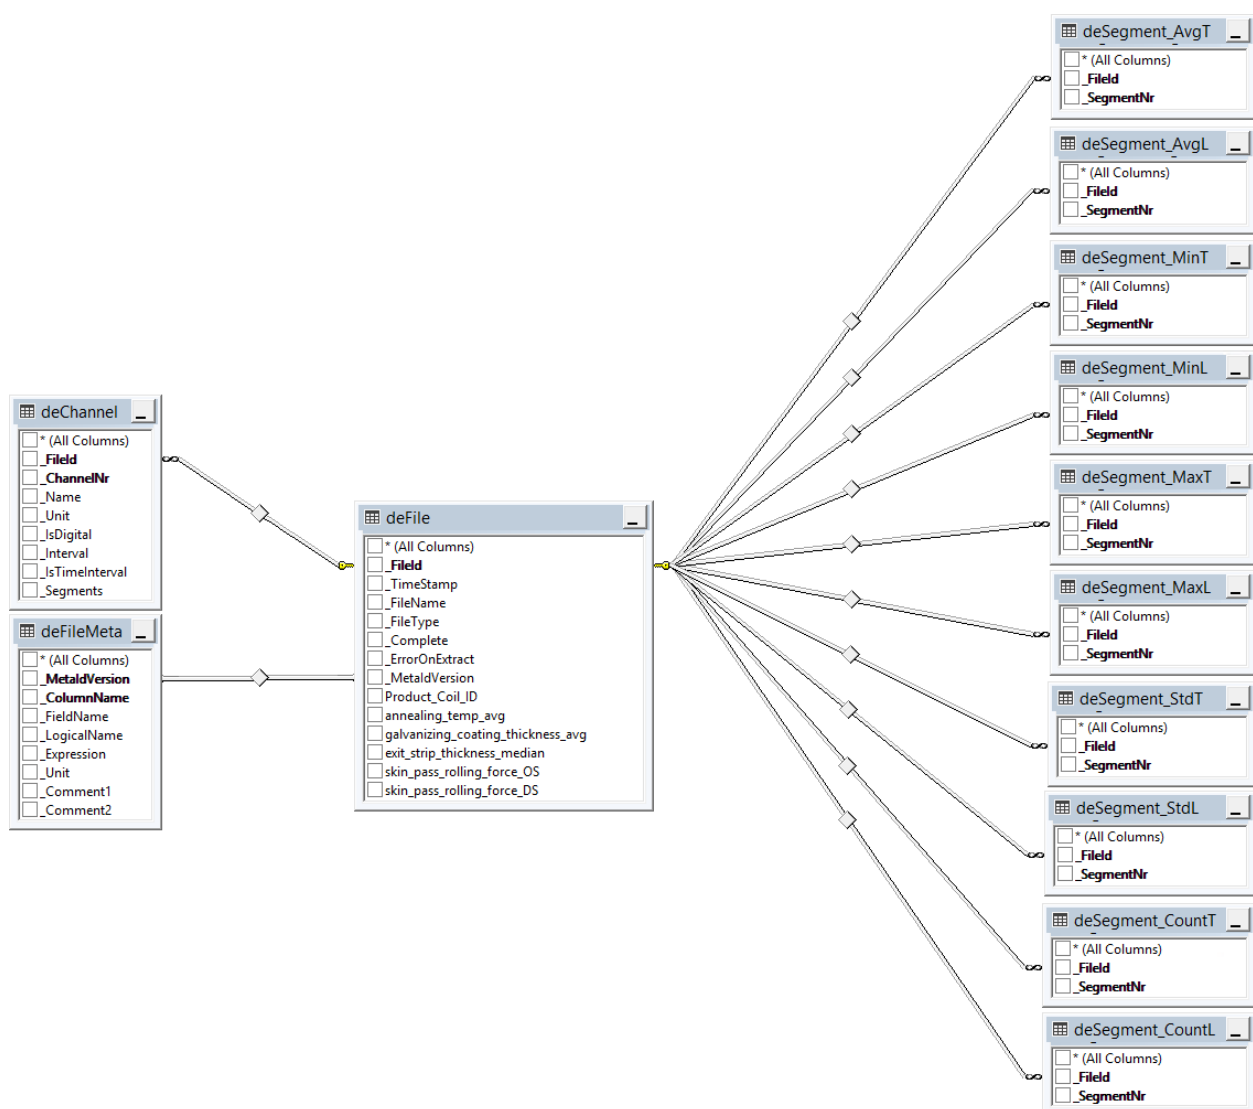 deChannel
* (All Columns)
_FileId
_ChannelNr
_Name
_Unit
_IsDigital
_Interval
_IsTimeInterval
_Segments
deFileMeta
* (All Columns)
_MetaIdVersion
_ColumnName
_FieldName
_LogicalName
_Expression
_Unit
_Comment1
_Comment2
deFile
* (All Columns)
_FileId
_TimeStamp
_FileName
_FileType
_Complete
_ErrorOnExtract
_MetaIdVersion
Product_Coil_ID
annealing_temp_avg
galvanizing_coating_thickness_avg
exit_strip_thickness_median
skin_pass_rolling_force_OS
skin_pass_rolling_force_DS
deSegment_AvgT
* (All Columns)
_FileId
_SegmentNr
deSegment_AvgL
* (All Columns)
_FileId
_SegmentNr
deSegment_MinT
* (All Columns)
_FileId
_SegmentNr
deSegment_MinL
* (All Columns)
_FileId
_SegmentNr
deSegment_MaxT
* (All Columns)
_FileId
_SegmentNr
deSegment_MaxL
* (All Columns)
_FileId
_SegmentNr
deSegment_StdT
* (All Columns)
_FileId
_SegmentNr
deSegment_StdL
* (All Columns)
_FileId
_SegmentNr
deSegment_CountT
* (All Columns)
_FileId
_SegmentNr
deSegment_CountL
* (All Columns)
_FileId
_SegmentNr